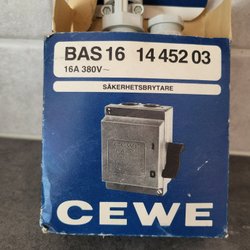 BAS 16 14 452 03
16A 380V~
SÄKERHETSBRYTARE
CEWE